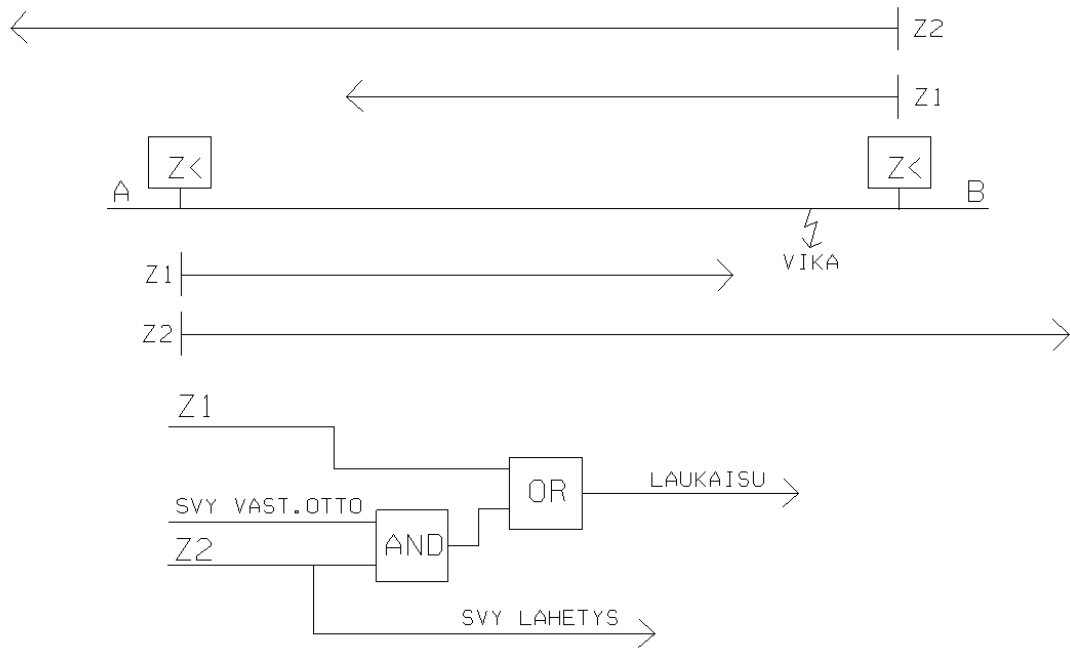 Z2
Z1
Z<
Z<
A
B
VIKA
Z1
Z2
Z1
LAUKAISU
OR
SVY VAST.OTTO
AND
Z2
SVY LAHETYS